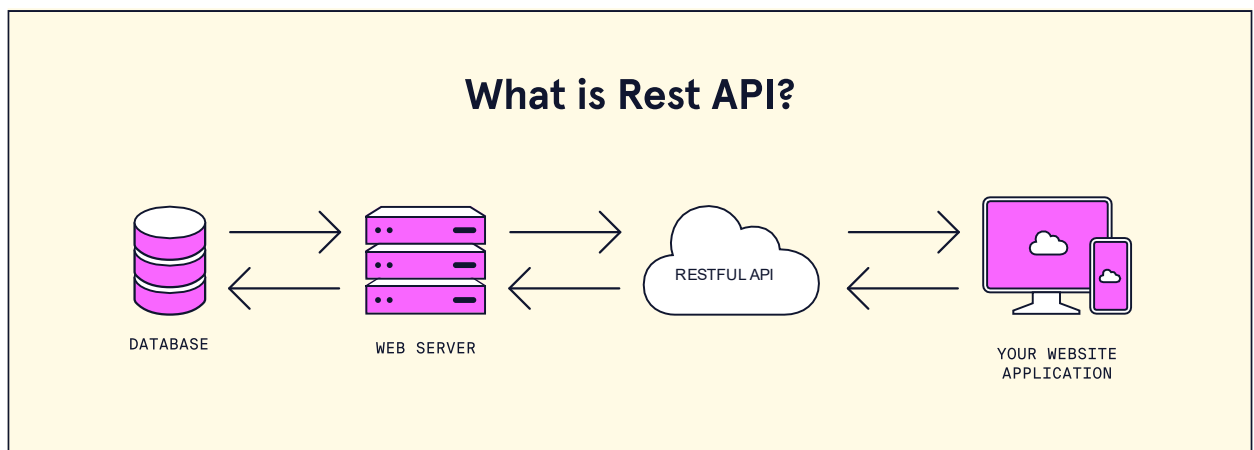 What is Rest API?
RESTFUL API
DATABASE
WEB SERVER
YOUR WEBSITE
APPLICATION